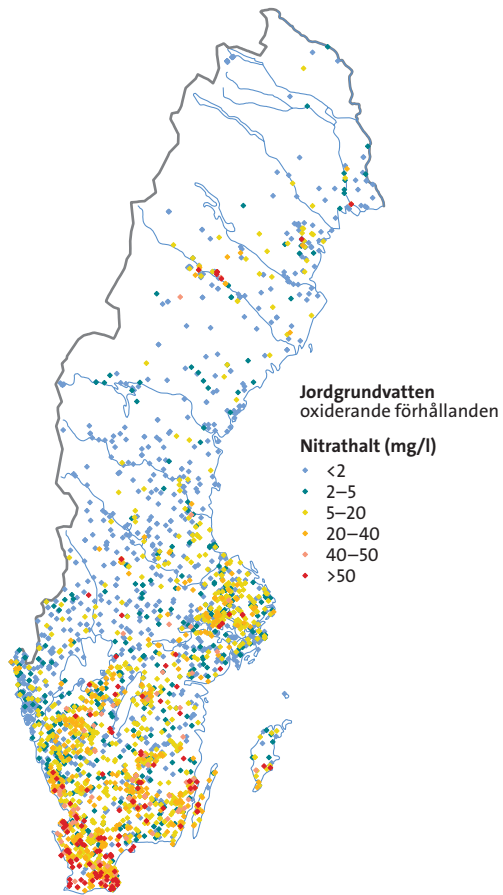 Jordgrundvatten
oxiderande förhållanden
Nitrathalt (mg/l)
<2
2–5
5–20
20–40
40–50
>50